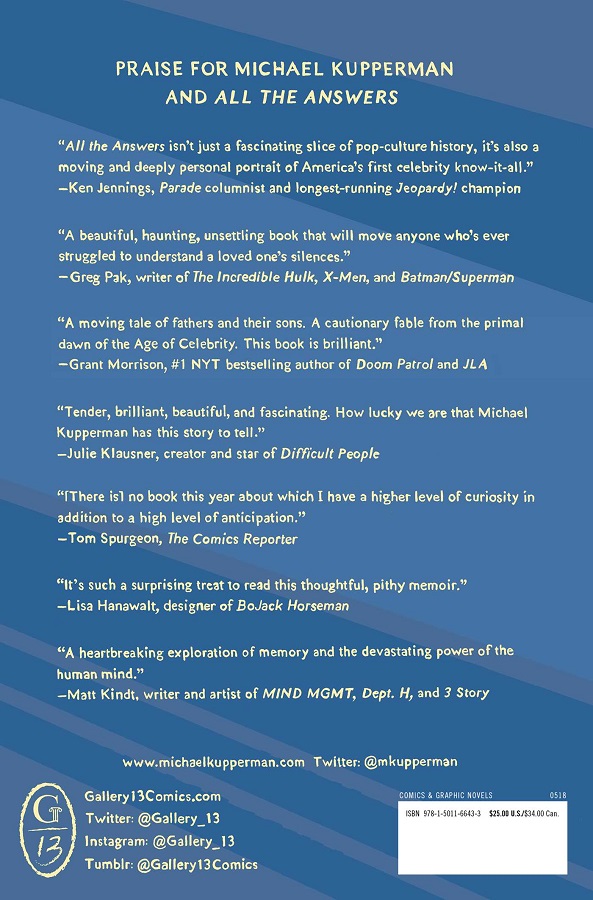 PRAISE FOR MICHAEL KUPPERMAN
AND ALL THE ANSWERS
“All the Answers isn’t just a fascinating slice of pop-culture history, it’s also a
moving and deeply personal portrait of America’s first celebrity know-it-all.”
—Ken Jennings, Parade columnist and longest-running Jeopardy! champion
“A beautiful, haunting, unsettling book that will move anyone who’s ever
struggled to understand a loved one’s silences.”
—Greg Pak, writer of The Incredible Hulk, X-Men, and Batman/Superman
“A moving tale of fathers and their sons. A cautionary fable from the primal
dawn of the Age of Celebrity. This book is brilliant.”
—Grant Morrison, #1 NYT bestselling author of Doom Patrol and JLA
“Tender, brilliant, beautiful, and fascinating. How lucky we are that Michael
Kupperman has this story to tell.”
—Julie Klausner, creator and star of Difficult People
“[There is] no book this year about which I have a higher level of curiosity in
addition to a high level of anticipation.”
—Tom Spurgeon, The Comics Reporter
“It’s such a surprising treat to read this thoughtful, pithy memoir.”
—Lisa Hanawalt, designer of BoJack Horseman
“A heartbreaking exploration of memory and the devastating power of the
human mind.”
—Matt Kindt, writer and artist of MIND MGMT, Dept. H, and 3 Story
www.michaelkupperman.com Twitter: @mkupperman
G
13
Gallery13Comics.com
Twitter: @Gallery_13
Instagram: @Gallery_13
Tumblr: @Gallery13Comics
COMICS & GRAPHIC NOVELS 0518
ISBN 978-1-5011-6643-3 $25.00 U.S./$34.00 Can.